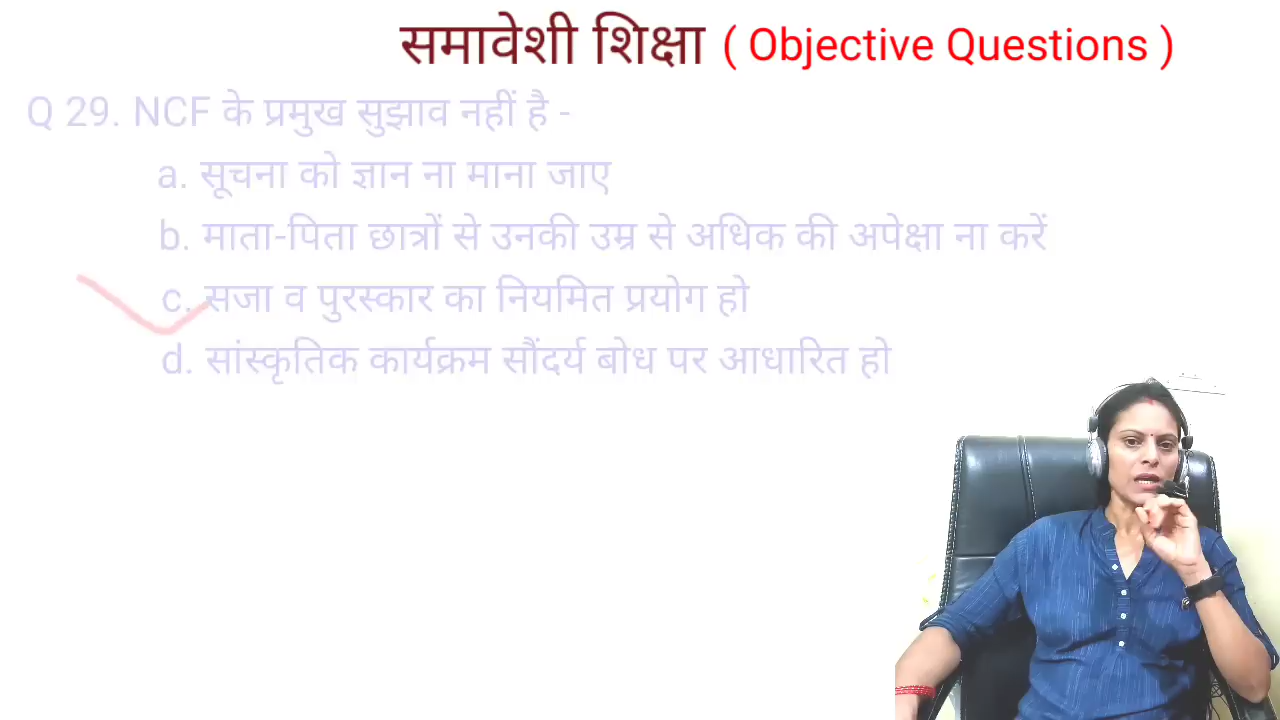 समावेशी शिक्षा ( Objective Questions )
Q 29. NCF के प्रमुख सुझाव नहीं है -
a. सूचना को ज्ञान ना माना जाए
b. माता-पिता छात्रों से उनकी उम्र से अधिक की अपेक्षा ना करें
c. सजा व पुरस्कार का नियमित प्रयोग हो
d. सांस्कृतिक कार्यक्रम सौंदर्य बोध पर आधारित हो